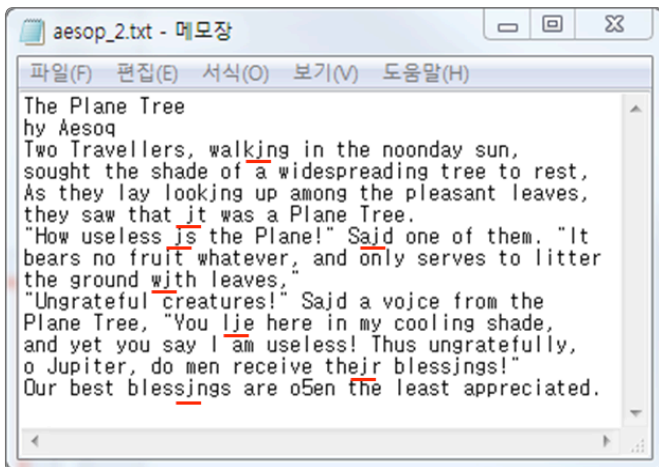 aesop_2.txt - 메모장
파일(F) 편집(E) 서식(O) 보기(V) 도움말(H)
The Plane Tree
by Aesoq
Two Travellers, walkjng in the noonday sun,
sought the shade of a widespreading tree to rest,
As they lay lookjng up among the pleasant leaves,
they saw that jt was a Plane Tree.
"How useless js the Plane!" Sajd one of them. "It
bears no fruit whatever, and only serves to litter
the ground wjth leaves,"
"Ungrateful creatures!" Sajd a vojce from the
Plane Tree, "You lje here in my cooling shade,
and yet you say I am useless! Thus ungratefully,
o Jupiter, do men receive thejr blessjngs!"
Our best blessjngs are o5en the least appreciated.